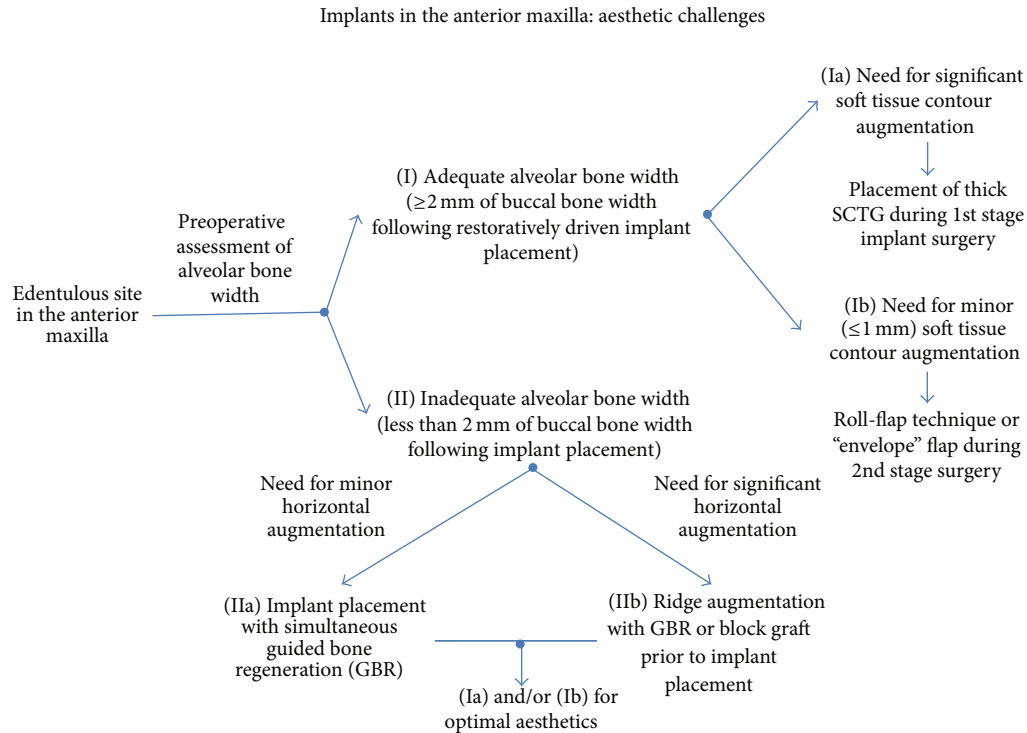 Implants in the anterior maxilla: aesthetic challenges
Edentulous site
in the anterior
maxilla
Preoperative
assessment of
alveolar bone
width
(I) Adequate alveolar bone width
(≥2 mm of buccal bone width
following restoratively driven implant
placement)
(Ia) Need for significant
soft tissue contour
augmentation
Placement of thick
SCTG during 1st stage
implant surgery
(Ib) Need for minor
(≤1 mm) soft tissue
contour augmentation
Roll-flap technique or
“envelope” flap during
2nd stage surgery
(II) Inadequate alveolar bone width
(less than 2 mm of buccal bone width
following implant placement)
Need for minor
horizontal
augmentation
Need for significant
horizontal
augmentation
(IIa) Implant placement
with simultaneous
guided bone
regeneration (GBR)
(IIb) Ridge augmentation
with GBR or block graft
prior to implant
placement
(Ia) and/or (Ib) for
optimal aesthetics